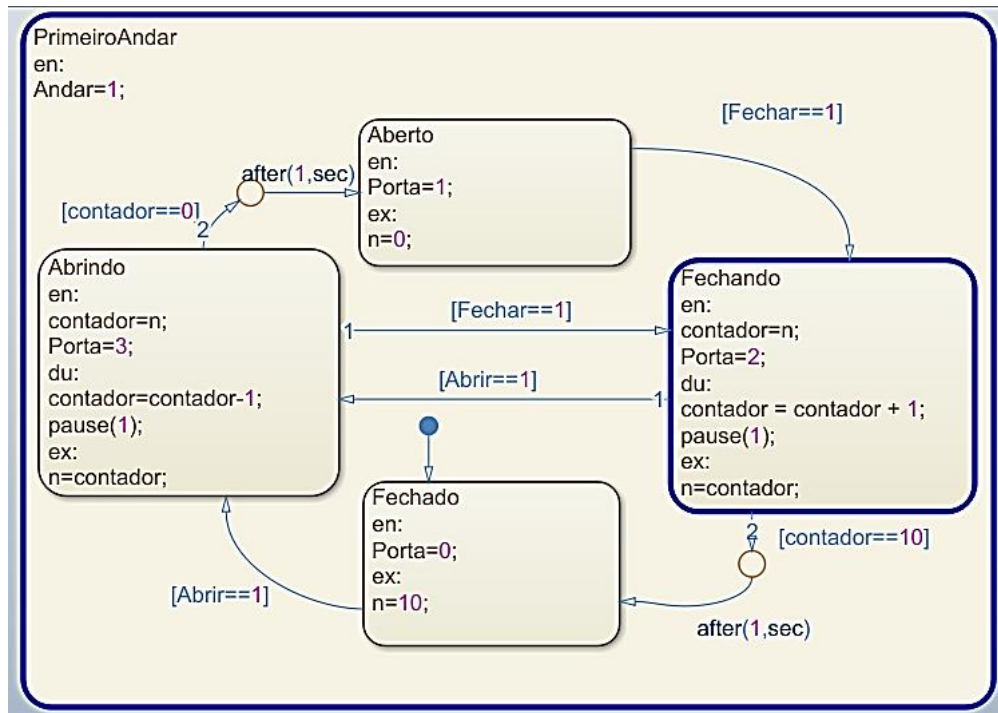 PrimeiroAndar
en:
Andar=1;
[Fechar==1]
Aberto
en:
Porta=1;
ex:
n=0;
after(1,sec)
[contador==0]
2
Abrindo
en:
contador=n;
Porta=3;
du:
contador=contador-1;
pause(1);
ex:
n=contador;
1
[Fechar==1]
[Abrir==1]
1
Fechando
en:
contador=n;
Porta=2;
du:
contador = contador + 1;
pause(1);
ex:
n=contador;
2
[contador==10]
Fechado
en:
Porta=0;
ex:
n=10;
[Abrir==1]
after(1,sec)